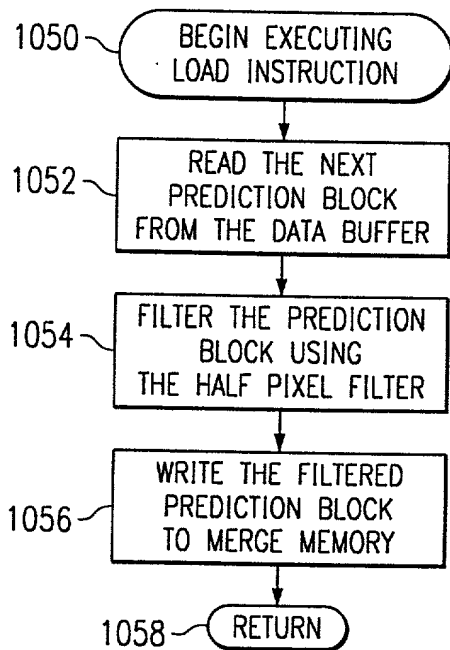 1050
BEGIN EXECUTING
LOAD INSTRUCTION
1052
READ THE NEXT
PREDICTION BLOCK
FROM THE DATA BUFFER
1054
FILTER THE PREDICTION
BLOCK USING
THE HALF PIXEL FILTER
1056
WRITE THE FILTERED
PREDICTION BLOCK
TO MERGE MEMORY
1058
RETURN